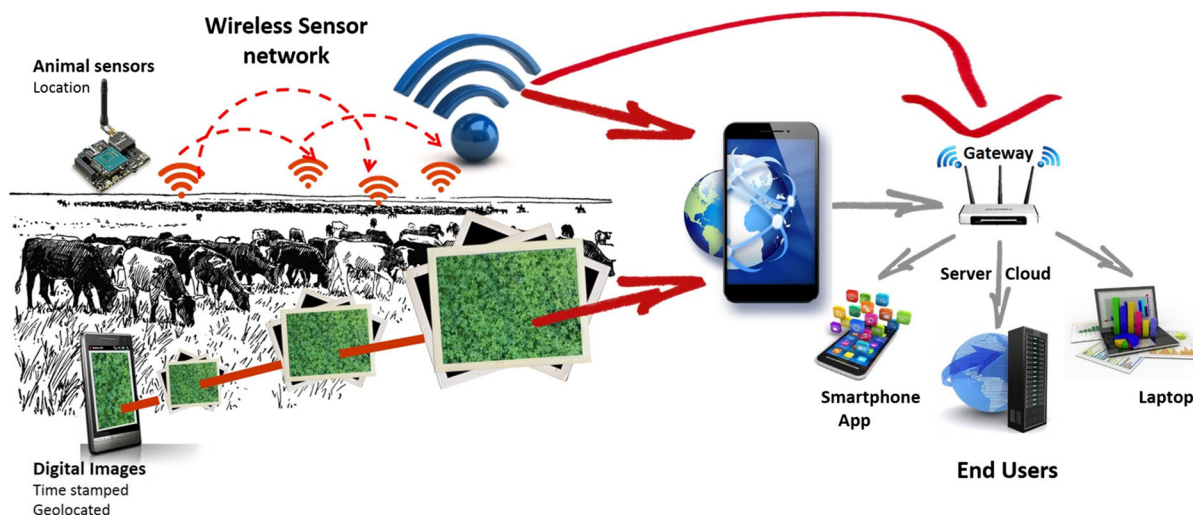 Wireless Sensor
network
Animal sensors
Location
Gateway
Server Cloud
Smartphone
App
Laptop
End Users
Digital Images
Time stamped
Geolocated